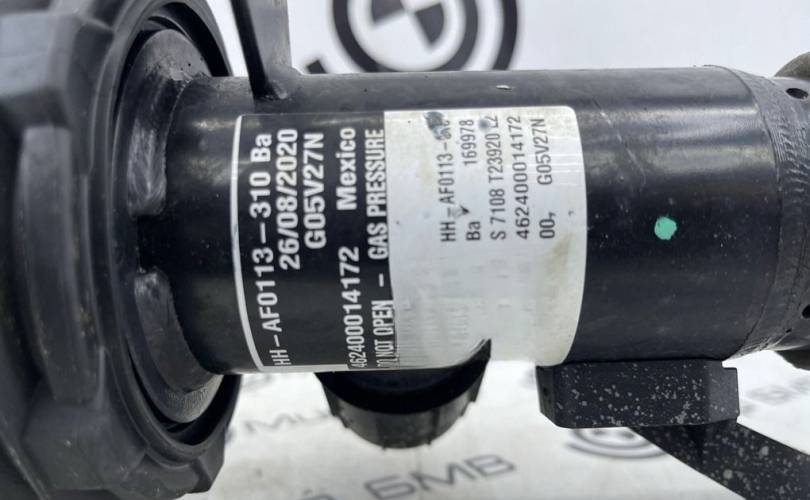 HH-AF0113-310 Ba
26/08/2020
G05V27N
462400014172 Mexico
DO NOT OPEN - GAS PRESSURE
HH-AF0113-
Ba 169978
S 7108 T23920
462400014172
00, G05V27N
БМВ